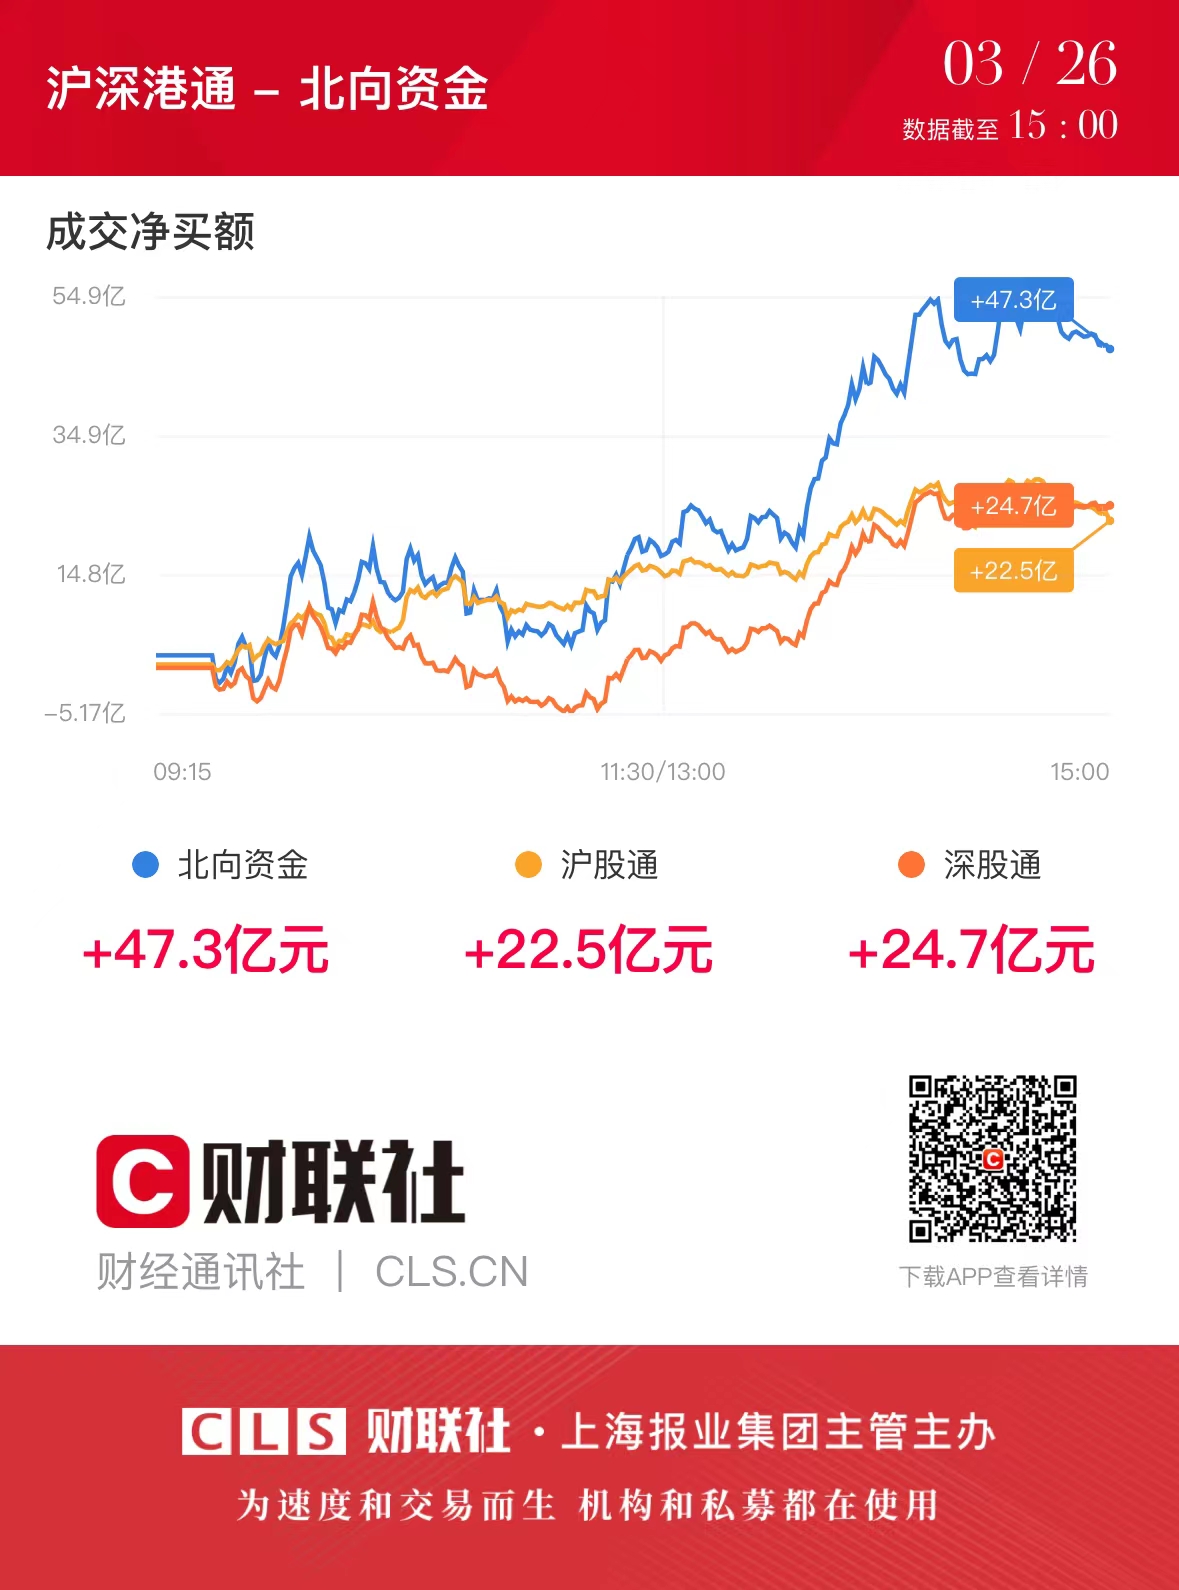 沪深港通 – 北向资金
03 / 26
数据截至 15 : 00
成交净买额
54.9亿
+47.3亿
34.9亿
+24.7亿
14.8亿
+22.5亿
–5.17亿
09:15
11:30/13:00
15:00
北向资金
沪股通
深股通
+47.3亿元
+22.5亿元
+24.7亿元
C 财联社
财经通讯社 | CLS.CN
C
下载APP查看详情
CLS 财联社 · 上海报业集团主管主办
为速度和交易而生 机构和私募都在使用